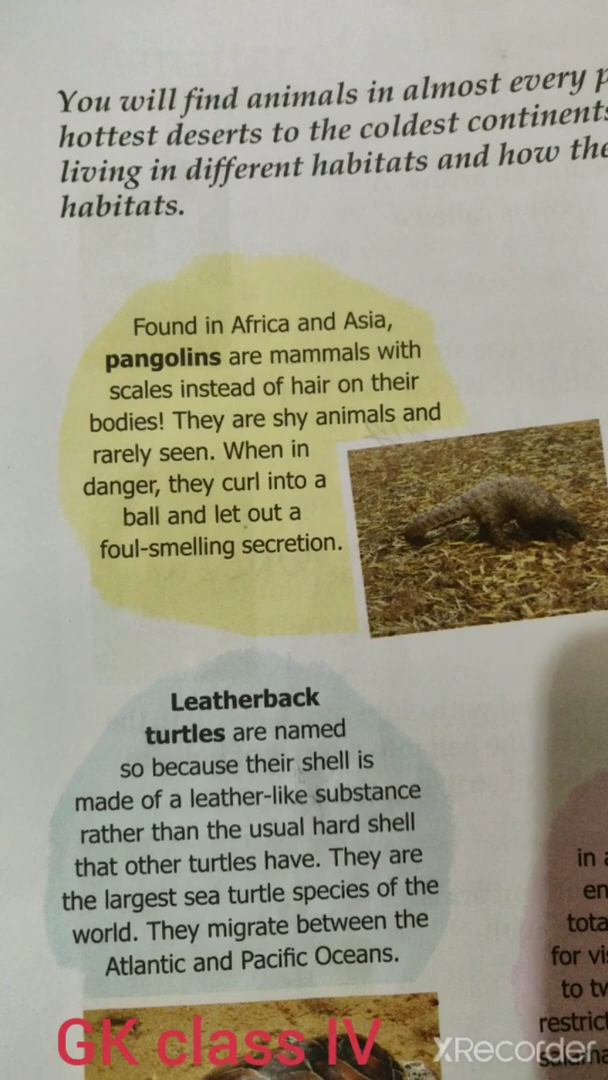 You will find animals in almost every
hottest deserts to the coldest continents
living in different habitats and how
habitats.
Found in Africa and Asia,
pangolins are mammals with
scales instead of hair on their
bodies! They are shy animals and
rarely seen. When in
danger, they curl into a
ball and let out a
foul-smelling secretion.
Leatherback
turtles are named
so because their shell is
made of a leather-like substance
rather than the usual hard shell
that other turtles have. They are
the largest sea turtle species of the
world. They migrate between the
Atlantic and Pacific Oceans.
in
en
tota
for vis
to tw
restrict
GK class IV
XRecorder